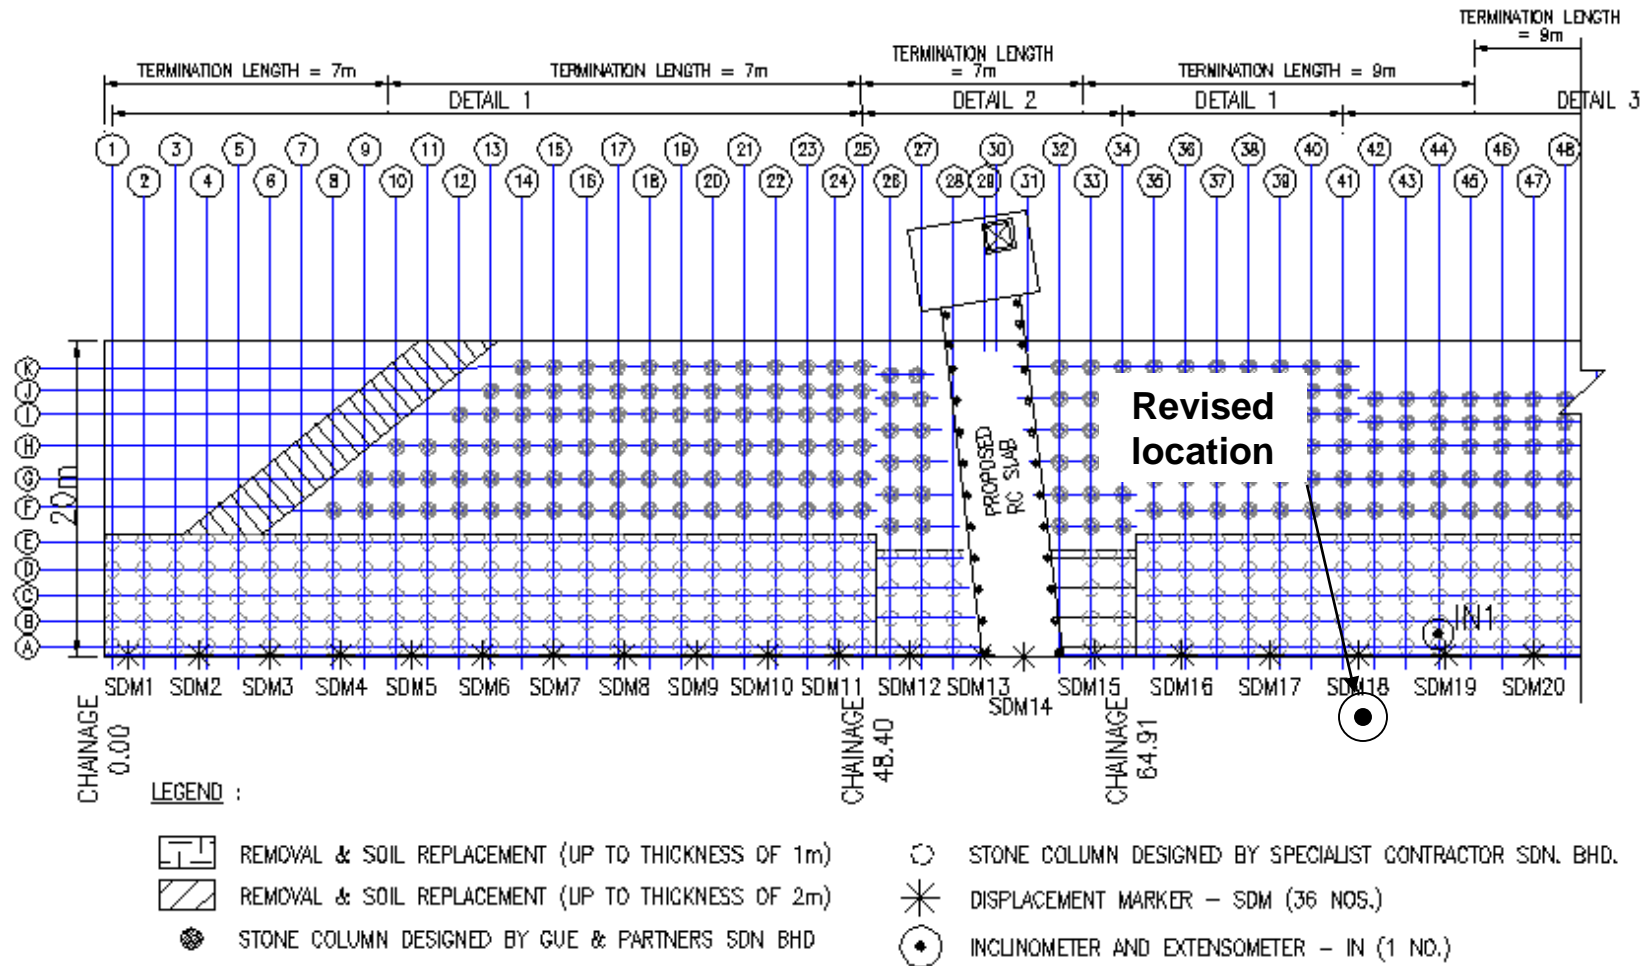 TERMINATION LENGTH
= 9m
TERMINATION LENGTH
= 7m
TERMINATION LENGTH = 7m
TERMINATION LENGTH = 7m
TERMINATION LENGTH = 9m
DETAIL 1
DETAIL 2
DETAIL 1
DETAIL 3
1 3 5 7 9 11 13 15 17 19 21 23 25 27 30 32 34 36 38 40 42 44 46 48
2 4 6 8 10 12 14 16 18 20 22 24 26 28 29 31 33 35 37 39 41 43 45 47
K
J
I
H
G
F
E
D
C
B
A
20m
Revised
location
PROPOSED
RC SLAB
IN1
SDM1 SDM2 SDM3 SDM4 SDM5 SDM6 SDM7 SDM8 SDM9 SDM10 SDM11 SDM12 SDM13 SDM15 SDM16 SDM17 SDM18 SDM19 SDM20
SDM14
CHAINAGE
0.00
CHAINAGE
48.40
CHAINAGE
64.91
LEGEND :
REMOVAL & SOIL REPLACEMENT (UP TO THICKNESS OF 1m)
REMOVAL & SOIL REPLACEMENT (UP TO THICKNESS OF 2m)
STONE COLUMN DESIGNED BY GUE & PARTNERS SDN BHD
STONE COLUMN DESIGNED BY SPECIALIST CONTRACTOR SDN. BHD.
DISPLACEMENT MARKER – SDM (36 NOS.)
INCLINOMETER AND EXTENSOMETER – IN (1 NO.)